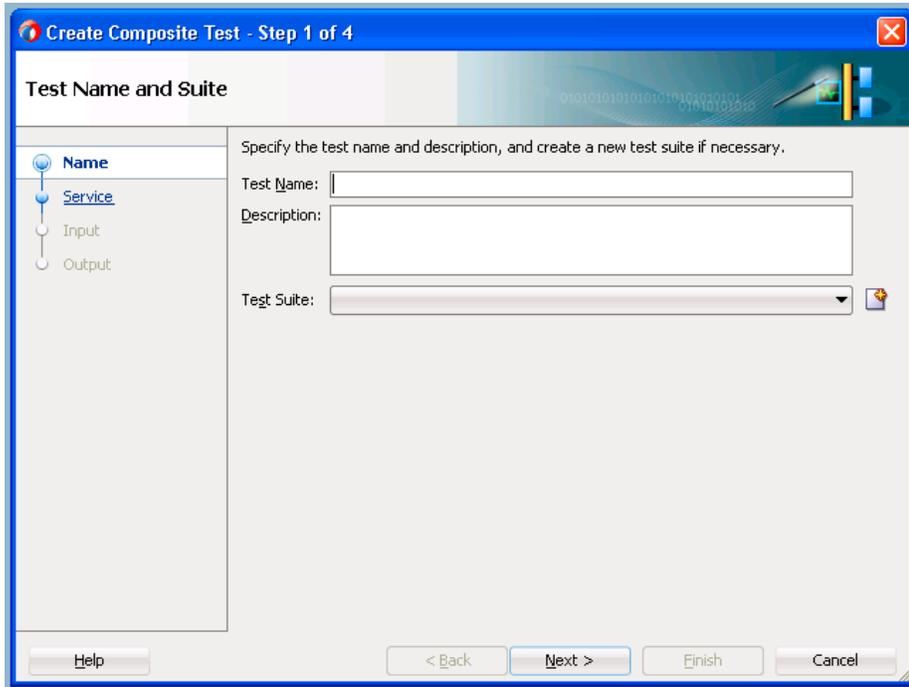 Create Composite Test - Step 1 of 4
Test Name and Suite
0101010101010101010101010101
01010101010
Name
Service
Input
Output
Specify the test name and description, and create a new test suite if necessary.
Test Name:
Description:
Test Suite:
Help
< Back
Next >
Finish
Cancel